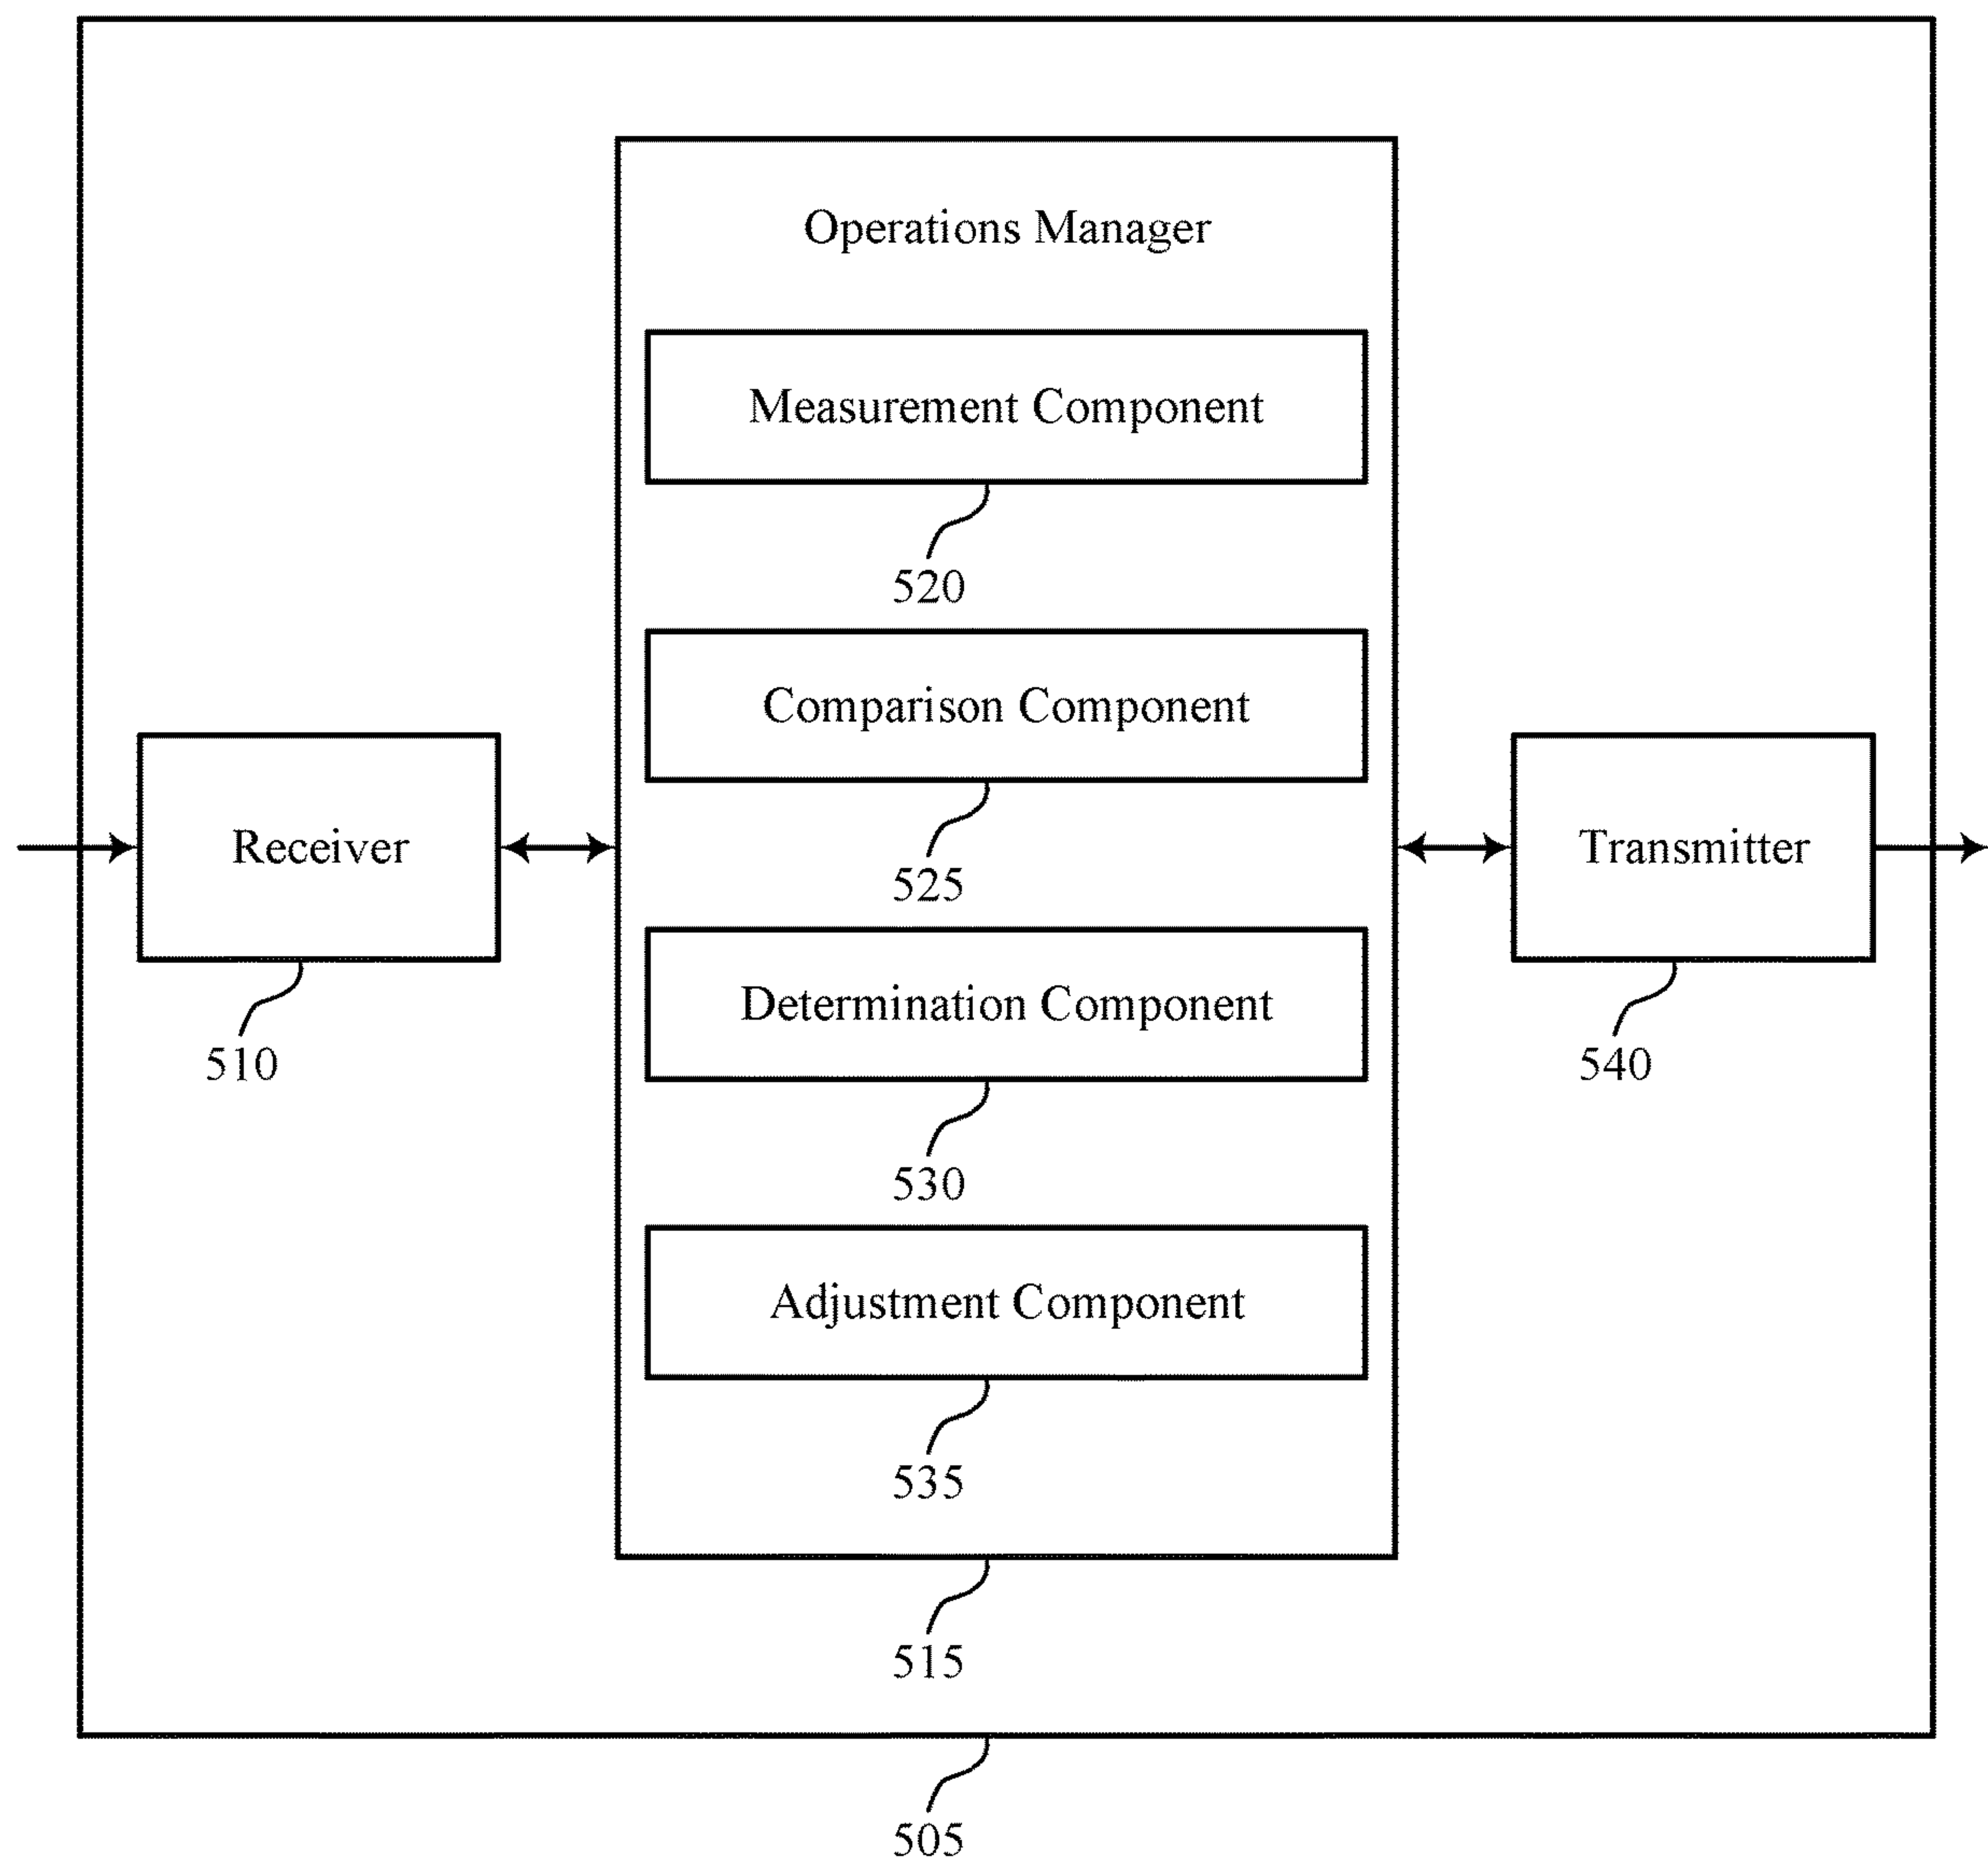 Operations Manager
Measurement Component
520
Comparison Component
525
Receiver
510
Transmitter
540
Determination Component
530
Adjustment Component
535
515
505